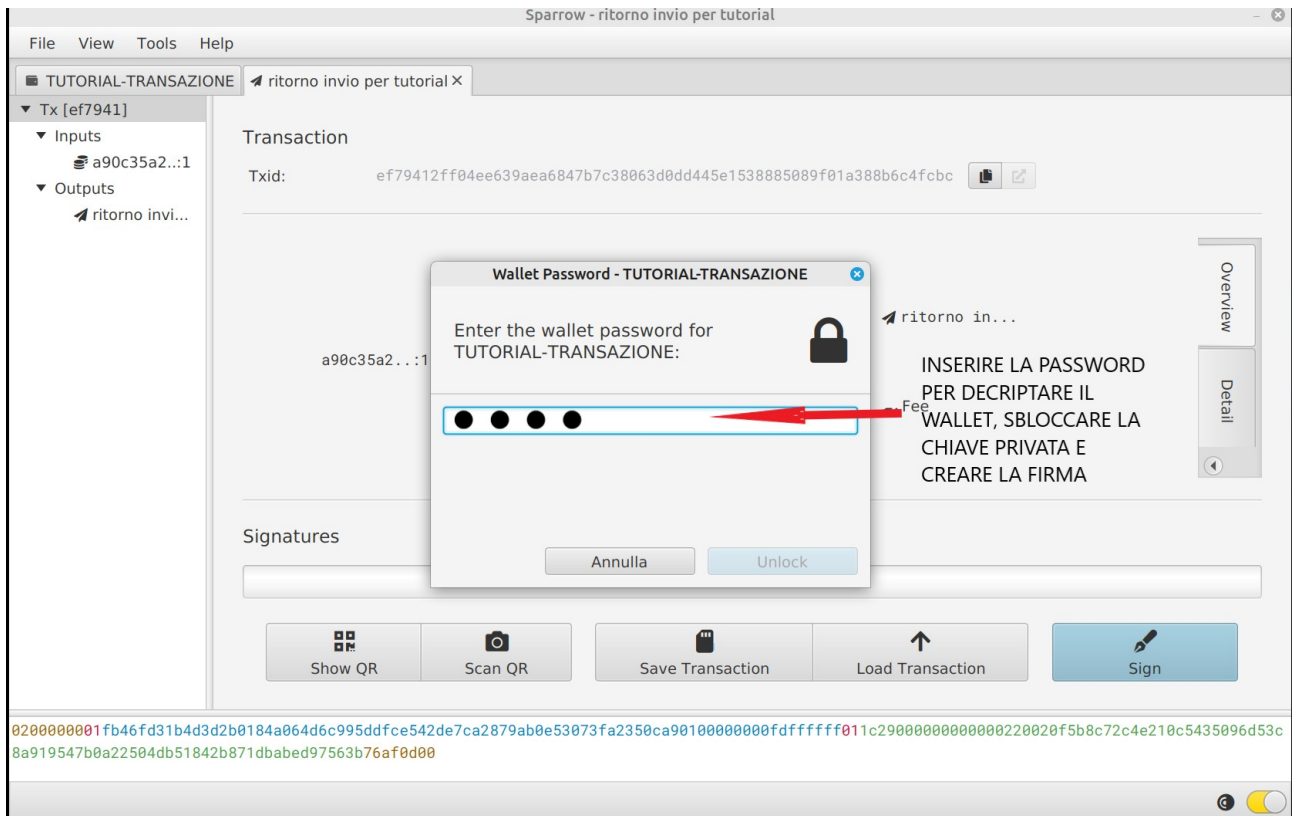 Sparrow - ritorno invio per tutorial
File View Tools Help
TUTORIAL-TRANSAZIONE
ritorno invio per tutorial
Tx [ef7941]
Inputs
a90c35a2..:1
Outputs
ritorno invi...
Transaction
Txid: ef79412ff04ee639aea6847b7c38063d0dd445e1538885089f01a388b6c4fcbc
a90c35a2..:1
Wallet Password - TUTORIAL-TRANSAZIONE
Enter the wallet password for
TUTORIAL-TRANSAZIONE:
Annulla Unlock
ritorno in...
Fee
INSERIRE LA PASSWORD
PER DECRIPTARE IL
WALLET, SBLOCCARE LA
CHIAVE PRIVATA E
CREARE LA FIRMA
Overview
Detail
Signatures
Show QR
Scan QR
Save Transaction
Load Transaction
Sign
0200000001fb46fd31b4d3d2b0184a064d6c995ddfce542de7ca2879ab0e53073fa2350ca90100000000fdffffff011c29000000000000220020f5b8c72c4e210c5435096d53c
8a919547b0a22504db51842b871dbabed97563b76af0d00